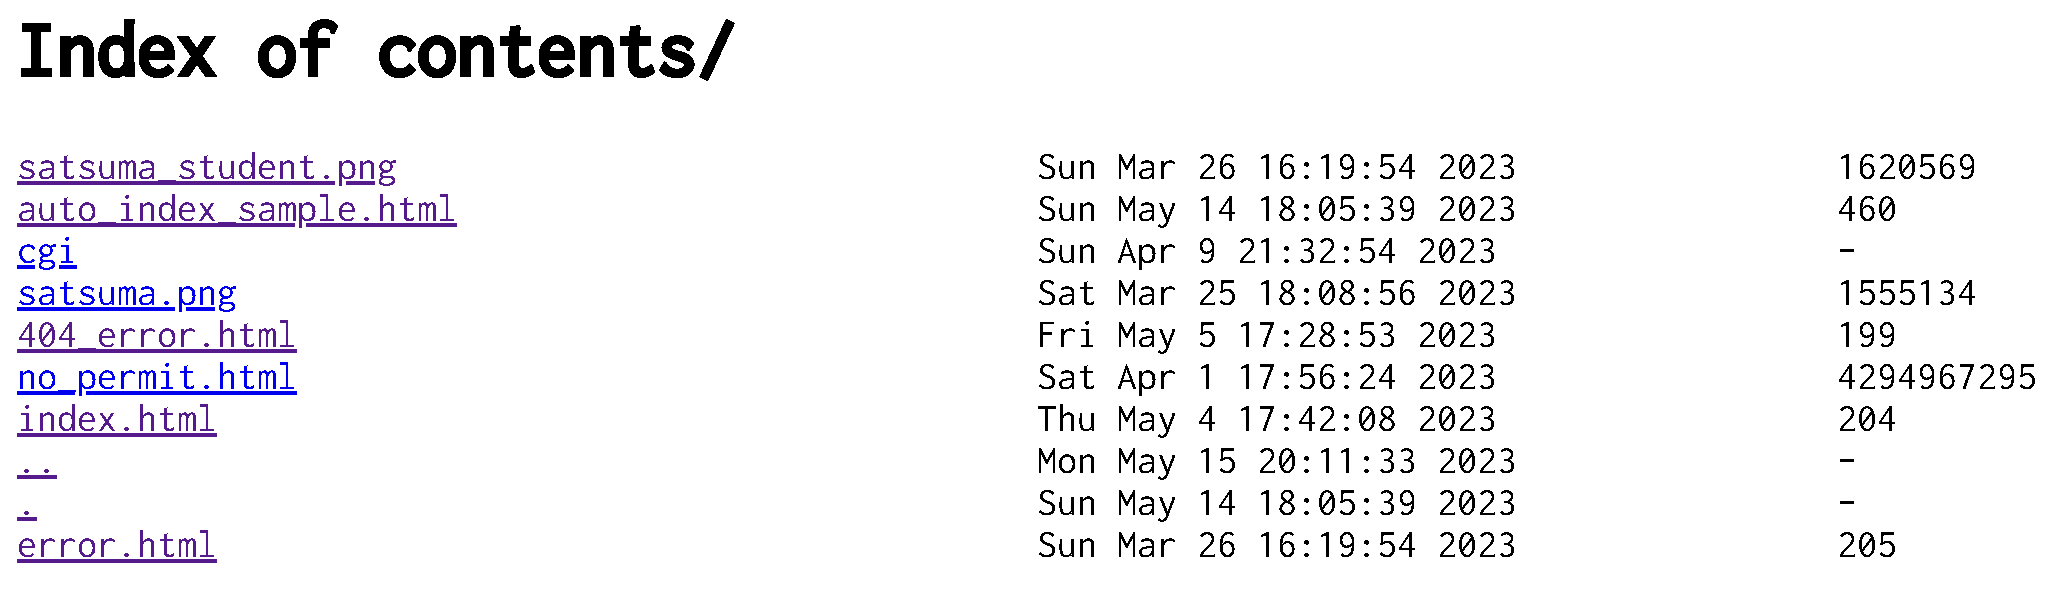 Index of contents/
satsuma_student.png Sun Mar 26 16:19:54 2023 1620569
auto_index_sample.html Sun May 14 18:05:39 2023 460
cgi Sun Apr 9 21:32:54 2023 -
satsuma.png Sat Mar 25 18:08:56 2023 1555134
404_error.html Fri May 5 17:28:53 2023 199
no_permit.html Sat Apr 1 17:56:24 2023 4294967295
index.html Thu May 4 17:42:08 2023 204
.. Mon May 15 20:11:33 2023 -
. Sun May 14 18:05:39 2023 -
error.html Sun Mar 26 16:19:54 2023 205